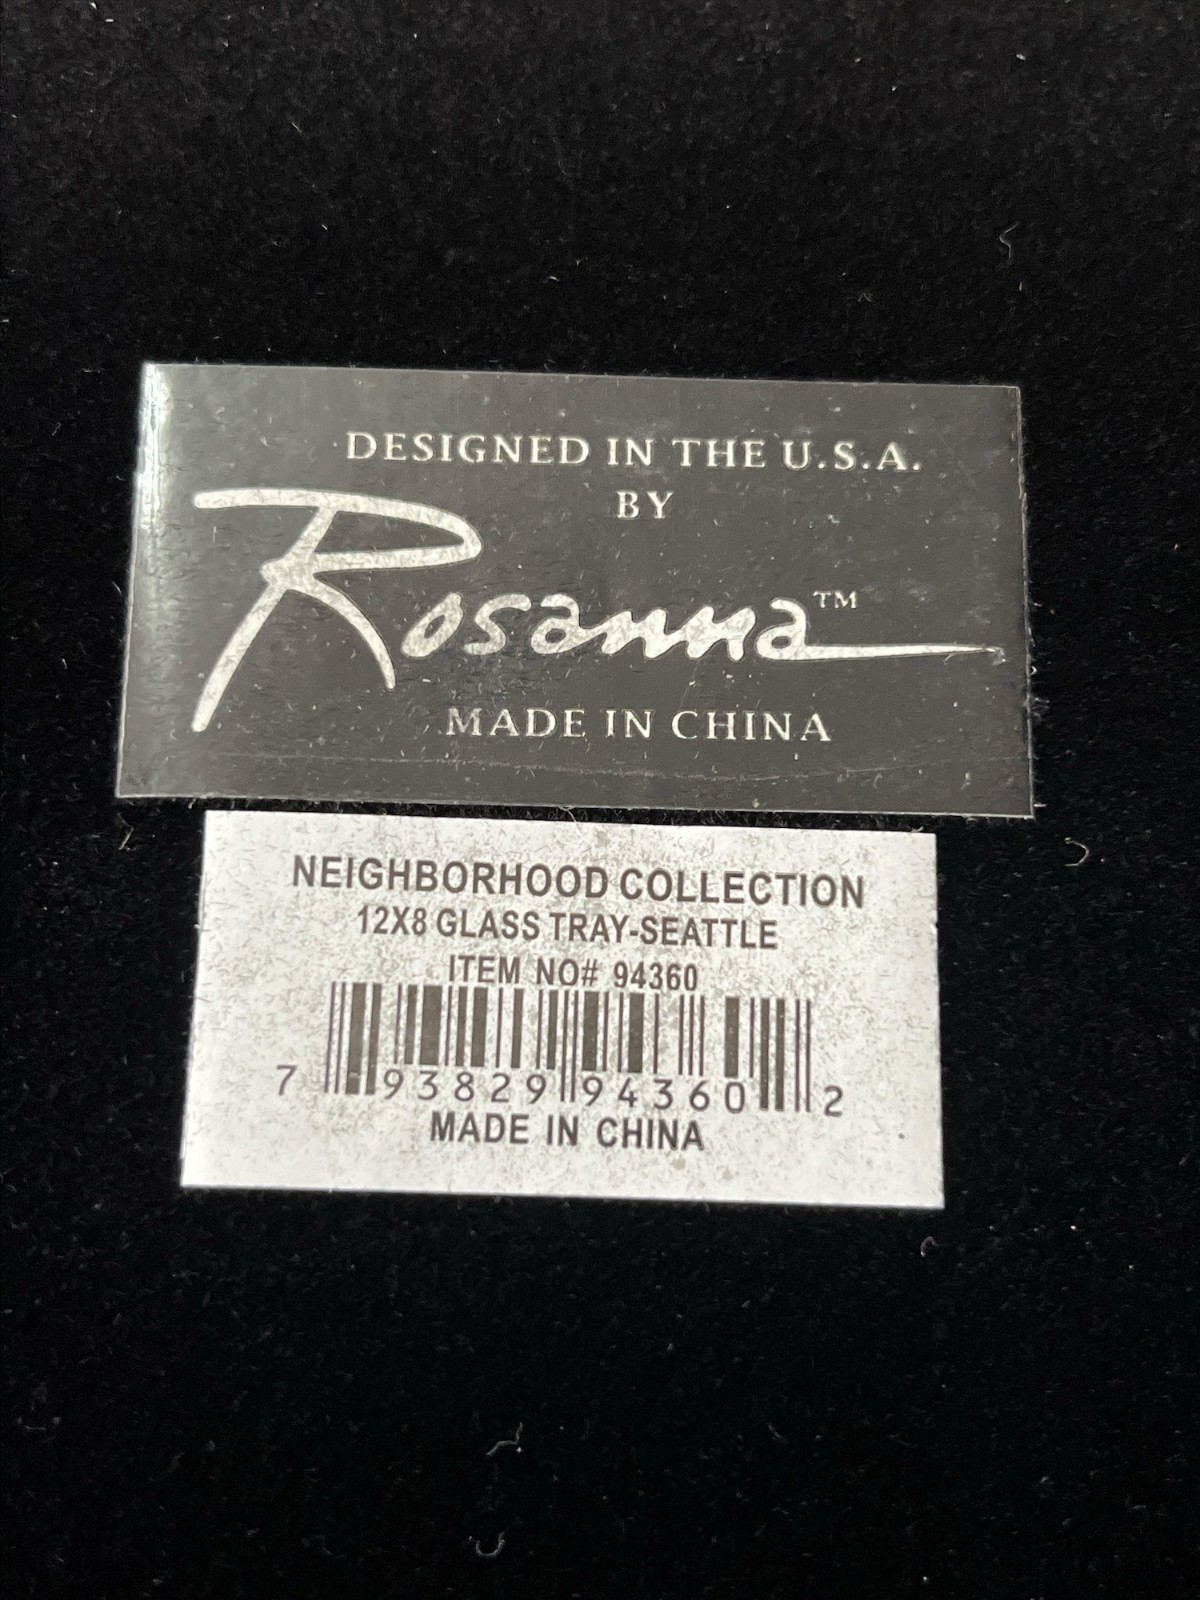 DESIGNED IN THE U.S.A.
BY
Rosanna™
MADE IN CHINA
NEIGHBORHOOD COLLECTION
12X8 GLASS TRAY-SEATTLE
ITEM NO# 94360
7 93829 94360 2
MADE IN CHINA